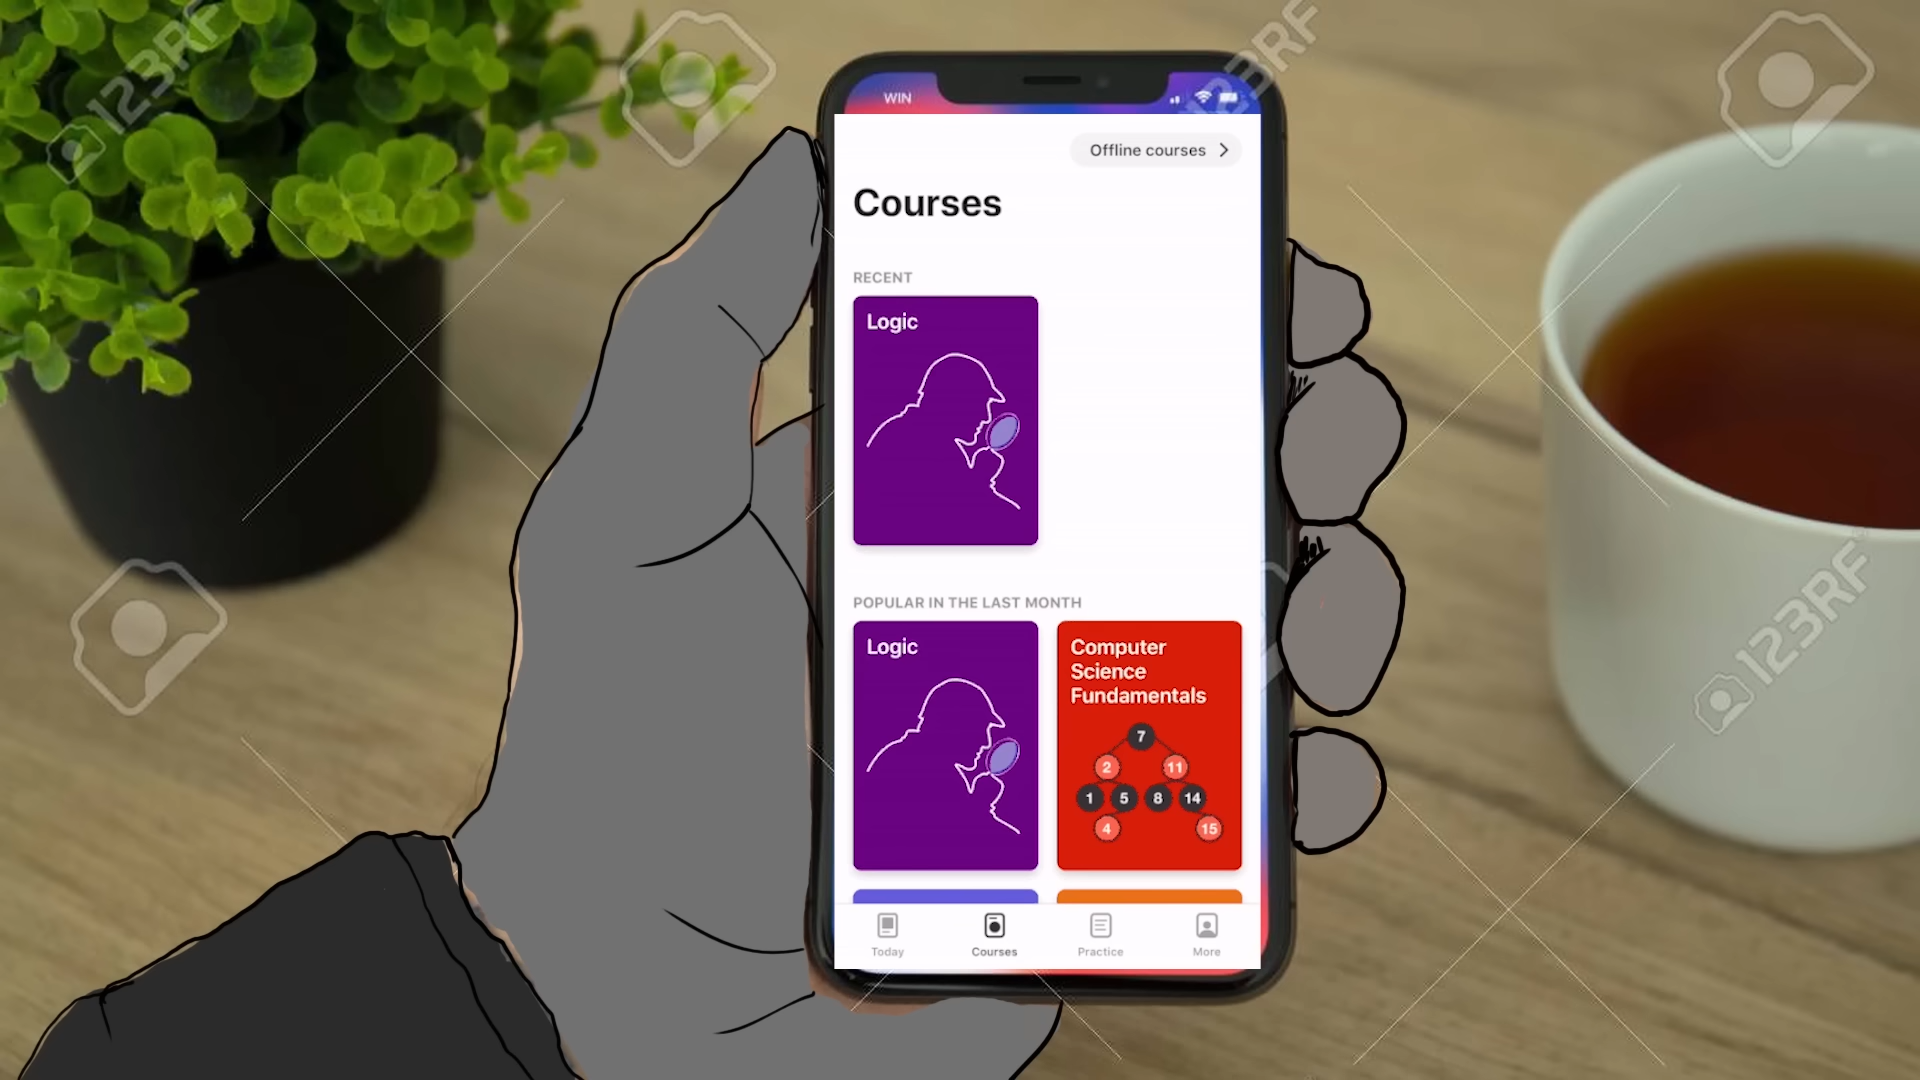 123RF
123RF
WIN
Offline courses
Courses
RECENT
Logic
POPULAR IN THE LAST MONTH
Logic
Computer
Science
Fundamentals
7
2 11
1 5 8 14
4 15
Today
Courses
Practice
More
123RF